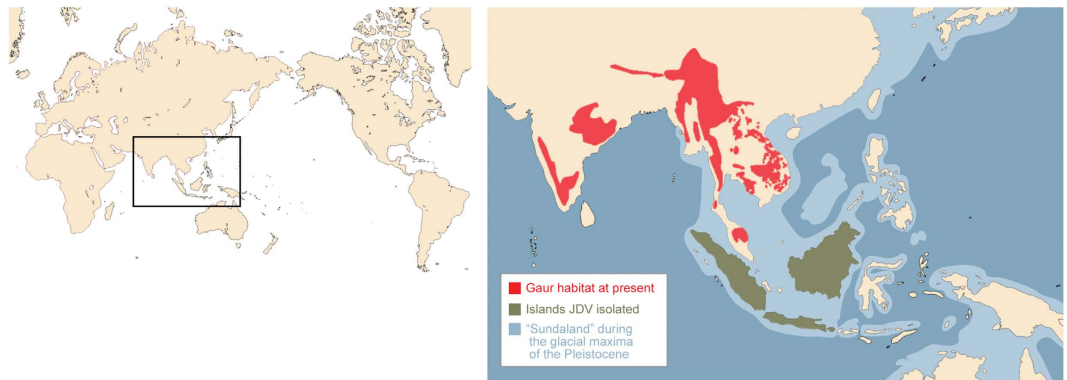 Gaur habitat at present
Islands JDV isolated
“Sundaland” during
the glacial maxima
of the Pleistocene